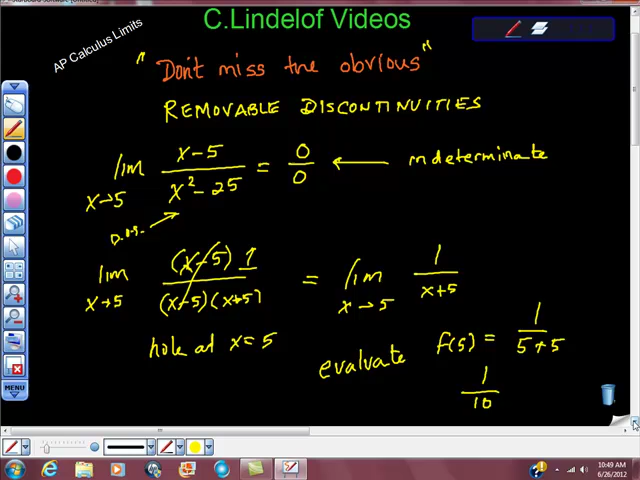 C.Lindelof Videos
AP Calculus Limits
"Don't miss the obvious"
REMOVABLE DISCONTINUITIES
lim x→5 x-5 / x²-25 = 0/0 ← indeterminate
D.O.S.
lim x→5 (x-5) 1 / (x-5)(x+5) = lim x→5 1 / x+5
hole at x=5
evaluate f(5) = 1 / 5+5
1/10
MENU
10:49 AM
6/26/2012